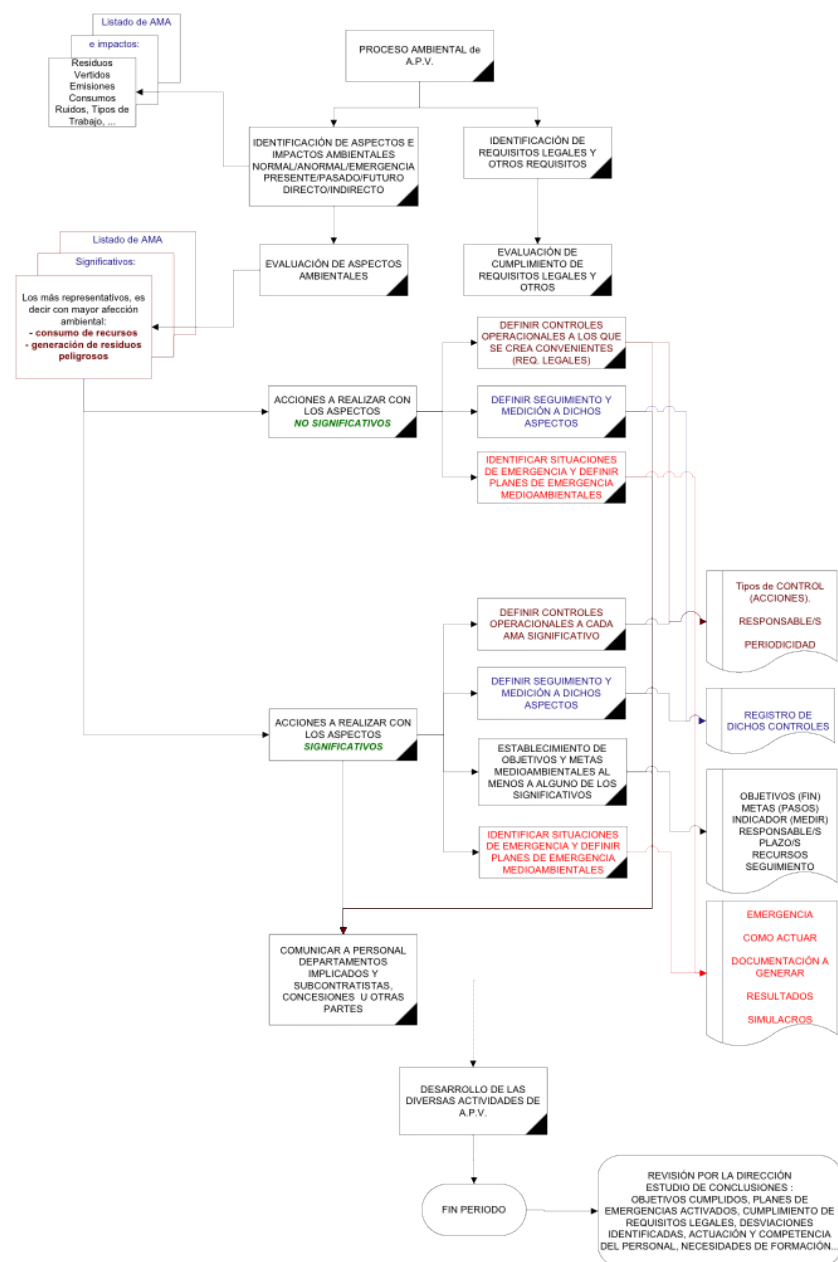 Listado de AMA
e impactos:
Residuos
Vertidos
Emisiones
Consumos
Ruidos, Tipos de
Trabajo, ...
PROCESO AMBIENTAL de
A.P.V.
IDENTIFICACIÓN DE ASPECTOS E
IMPACTOS AMBIENTALES
NORMAL/ANORMAL/EMERGENCIA
PRESENTE/PASADO/FUTURO
DIRECTO/INDIRECTO
IDENTIFICACIÓN DE
REQUISITOS LEGALES Y
OTROS REQUISITOS
Listado de AMA
Significativos:
Los más representativos, es
decir con mayor afección
ambiental:
- consumo de recursos
- generación de residuos
peligrosos
EVALUACIÓN DE ASPECTOS
AMBIENTALES
EVALUACIÓN DE
CUMPLIMIENTO DE
REQUISITOS LEGALES Y
OTROS
DEFINIR CONTROLES
OPERACIONALES A LOS QUE
SE CREA CONVENIENTES
(REQ. LEGALES)
ACCIONES A REALIZAR CON
LOS ASPECTOS
NO SIGNIFICATIVOS
DEFINIR SEGUIMIENTO Y
MEDICIÓN A DICHOS
ASPECTOS
IDENTIFICAR SITUACIONES
DE EMERGENCIA Y DEFINIR
PLANES DE EMERGENCIA
MEDIOAMBIENTALES
DEFINIR CONTROLES
OPERACIONALES A CADA
AMA SIGNIFICATIVO
Tipos de CONTROL
(ACCIONES).
RESPONSABLE/S
PERIODICIDAD
ACCIONES A REALIZAR CON
LOS ASPECTOS
SIGNIFICATIVOS
DEFINIR SEGUIMIENTO Y
MEDICIÓN A DICHOS
ASPECTOS
REGISTRO DE
DICHOS CONTROLES
ESTABLECIMIENTO DE
OBJETIVOS Y METAS
MEDIOAMBIENTALES AL
MENOS A ALGUNO DE LOS
SIGNIFICATIVOS
OBJETIVOS (FIN)
METAS (PASOS)
INDICADOR (MEDIR)
RESPONSABLE/S
PLAZO/S
RECURSOS
SEGUIMIENTO
IDENTIFICAR SITUACIONES
DE EMERGENCIA Y DEFINIR
PLANES DE EMERGENCIA
MEDIOAMBIENTALES
EMERGENCIA
COMO ACTUAR
DOCUMENTACIÓN A
GENERAR
RESULTADOS
SIMULACROS
COMUNICAR A PERSONAL
DEPARTAMENTOS
IMPLICADOS Y
SUBCONTRATISTAS,
CONCESIONES U OTRAS
PARTES
DESARROLLO DE LAS
DIVERSAS ACTIVIDADES DE
A.P.V.
FIN PERIODO
REVISIÓN POR LA DIRECCIÓN
ESTUDIO DE CONCLUSIONES :
OBJETIVOS CUMPLIDOS, PLANES DE
EMERGENCIAS ACTIVADOS, CUMPLIMIENTO DE
REQUISITOS LEGALES, DESVIACIONES
IDENTIFICADAS, ACTUACIÓN Y COMPETENCIA
DEL PERSONAL, NECESIDADES DE FORMACIÓN...